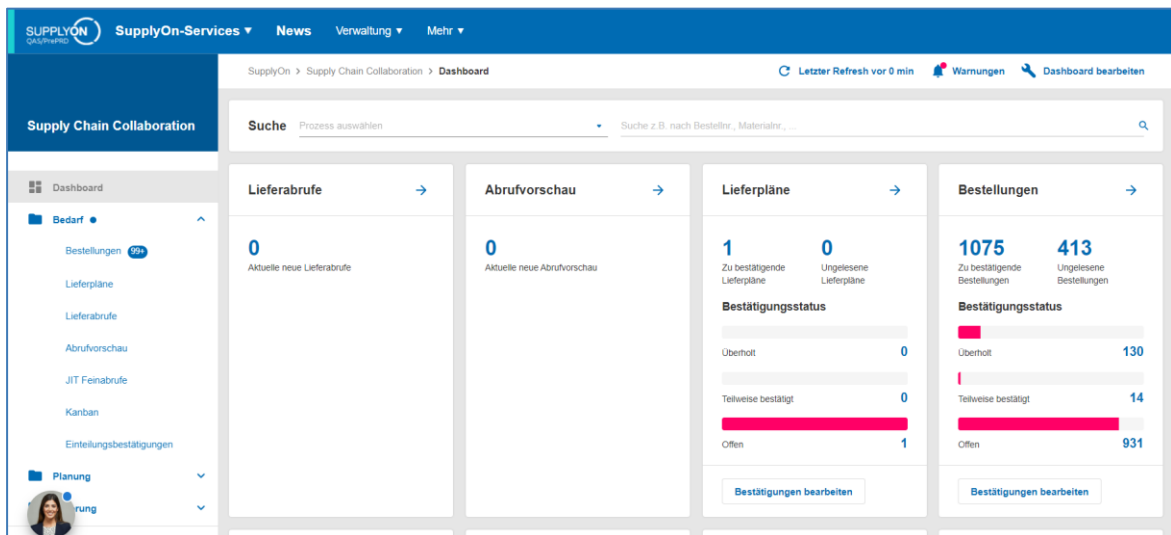 SUPPLYON
QAS/PrePRD
SupplyOn-Services
News
Verwaltung
Mehr
SupplyOn > Supply Chain Collaboration > Dashboard
Letzter Refresh vor 0 min
Warnungen
Dashboard bearbeiten
Supply Chain Collaboration
Suche
Prozess auswählen
Suche z.B. nach Bestellnr., Materialnr., ...
Dashboard
Bedarf
Bestellungen 99+
Lieferpläne
Lieferabrufe
Abrufvorschau
JIT Feinabrufe
Kanban
Einteilungsbestätigungen
Planung
rung
Lieferabrufe
0
Aktuelle neue Lieferabrufe
Abrufvorschau
0
Aktuelle neue Abrufvorschau
Lieferpläne
1
Zu bestätigende
Lieferpläne
0
Ungelesene
Lieferpläne
Bestätigungsstatus
Überholt 0
Teilweise bestätigt 0
Offen 1
Bestätigungen bearbeiten
Bestellungen
1075
Zu bestätigende
Bestellungen
413
Ungelesene
Bestellungen
Bestätigungsstatus
Überholt 130
Teilweise bestätigt 14
Offen 931
Bestätigungen bearbeiten